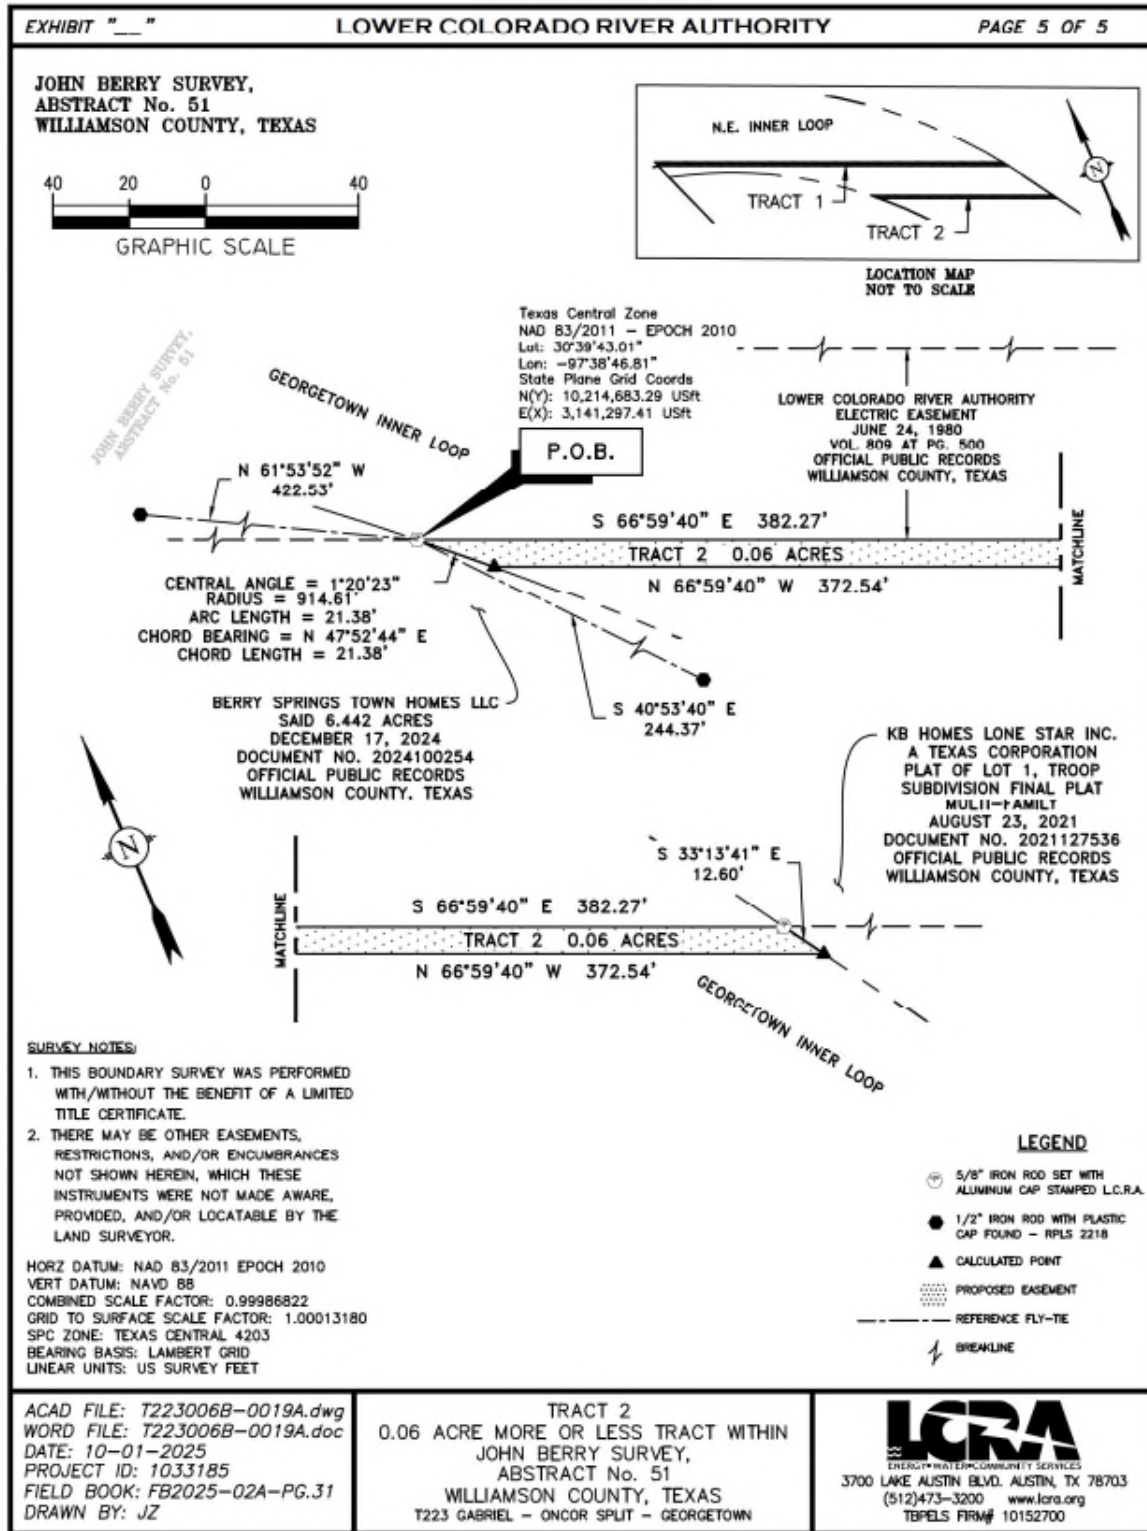 EXHIBIT "__"
LOWER COLORADO RIVER AUTHORITY
PAGE 5 OF 5
JOHN BERRY SURVEY,
ABSTRACT No. 51
WILLIAMSON COUNTY, TEXAS
40 20 0 40
GRAPHIC SCALE
N.E. INNER LOOP
TRACT 1
TRACT 2
N
LOCATION MAP
NOT TO SCALE
JOHN BERRY SURVEY,
ABSTRACT No. 51
GEORGETOWN INNER LOOP
Texas Central Zone
NAD 83/2011 - EPOCH 2010
Lat: 30°39'43.01"
Lon: -97°38'46.81"
State Plane Grid Coords
N(Y): 10,214,683.29 USft
E(X): 3,141,297.41 USft
P.O.B.
LOWER COLORADO RIVER AUTHORITY
ELECTRIC EASEMENT
JUNE 24, 1980
VOL. 809 AT PG. 500
OFFICIAL PUBLIC RECORDS
WILLIAMSON COUNTY, TEXAS
N 61°53'52" W
422.53'
S 66°59'40" E 382.27'
TRACT 2 0.06 ACRES
N 66°59'40" W 372.54'
MATCHLINE
CENTRAL ANGLE = 1°20'23"
RADIUS = 914.61'
ARC LENGTH = 21.38'
CHORD BEARING = N 47°52'44" E
CHORD LENGTH = 21.38'
BERRY SPRINGS TOWN HOMES LLC
SAID 6.442 ACRES
DECEMBER 17, 2024
DOCUMENT NO. 2024100254
OFFICIAL PUBLIC RECORDS
WILLIAMSON COUNTY. TEXAS
S 40°53'40" E
244.37'
KB HOMES LONE STAR INC.
A TEXAS CORPORATION
PLAT OF LOT 1, TROOP
SUBDIVISION FINAL PLAT
MULTI-FAMILY
AUGUST 23, 2021
DOCUMENT NO. 2021127536
OFFICIAL PUBLIC RECORDS
WILLIAMSON COUNTY, TEXAS
N
S 33°13'41" E
12.60'
MATCHLINE
S 66°59'40" E 382.27'
TRACT 2 0.06 ACRES
N 66°59'40" W 372.54'
GEORGETOWN INNER LOOP
SURVEY NOTES:
1. THIS BOUNDARY SURVEY WAS PERFORMED
WITH/WITHOUT THE BENEFIT OF A LIMITED
TITLE CERTIFICATE.
2. THERE MAY BE OTHER EASEMENTS,
RESTRICTIONS, AND/OR ENCUMBRANCES
NOT SHOWN HEREIN, WHICH THESE
INSTRUMENTS WERE NOT MADE AWARE,
PROVIDED, AND/OR LOCATABLE BY THE
LAND SURVEYOR.
HORZ DATUM: NAD 83/2011 EPOCH 2010
VERT DATUM: NAVD 88
COMBINED SCALE FACTOR: 0.99986822
GRID TO SURFACE SCALE FACTOR: 1.00013180
SPC ZONE: TEXAS CENTRAL 4203
BEARING BASIS: LAMBERT GRID
LINEAR UNITS: US SURVEY FEET
LEGEND
5/8" IRON ROD SET WITH
ALUMINUM CAP STAMPED L.C.R.A.
1/2" IRON ROD WITH PLASTIC
CAP FOUND - RPLS 2218
CALCULATED POINT
PROPOSED EASEMENT
REFERENCE FLY-TIE
BREAKLINE
ACAD FILE: T223006B-0019A.dwg
WORD FILE: T223006B-0019A.doc
DATE: 10-01-2025
PROJECT ID: 1033185
FIELD BOOK: FB2025-02A-PG.31
DRAWN BY: JZ
TRACT 2
0.06 ACRE MORE OR LESS TRACT WITHIN
JOHN BERRY SURVEY,
ABSTRACT No. 51
WILLIAMSON COUNTY, TEXAS
T223 GABRIEL - ONCOR SPLIT - GEORGETOWN
LCRA
ENERGY•WATER•COMMUNITY SERVICES
3700 LAKE AUSTIN BLVD. AUSTIN, TX 78703
(512)473-3200 www.lcra.org
TBPELS FIRM# 10152700